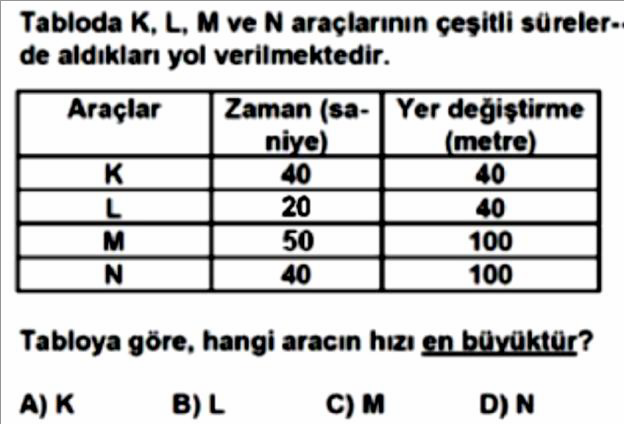 Tabloda K, L, M ve N araçlarının çeşitli süreler-
de aldıkları yol verilmektedir.
Araçlar Zaman (sa- Yer değiştirme
niye) (metre)
K 40 40
L 20 40
M 50 100
N 40 100
Tabloya göre, hangi aracın hızı en büyüktür?
A) K B) L C) M D) N